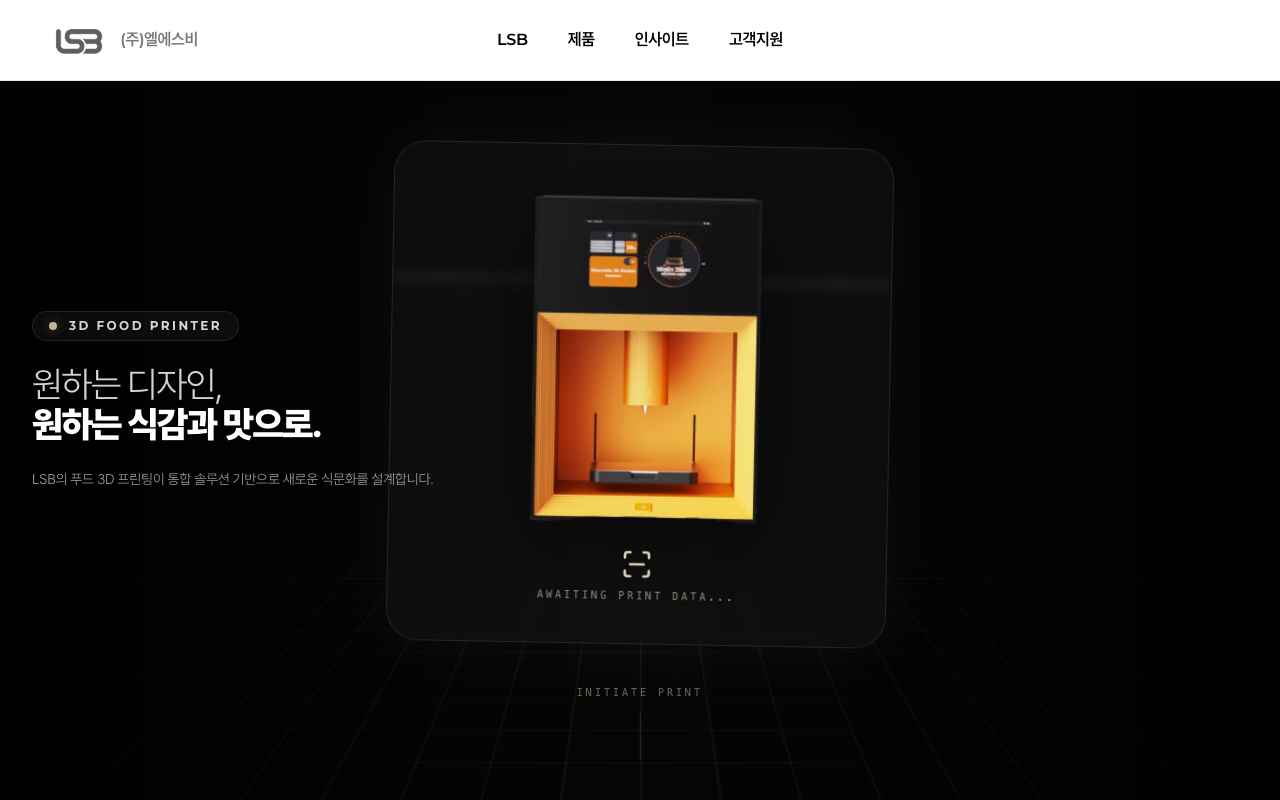 LSB
(주)엘에스비
LSB
제품
인사이트
고객지원
3D FOOD PRINTER
원하는 디자인,
원하는 식감과 맛으로.
LSB의 푸드 3D 프린팅이 통합 솔루션 기반으로 새로운 식문화를 설계합니다.
AWAITING PRINT DATA...
INITIATE PRINT